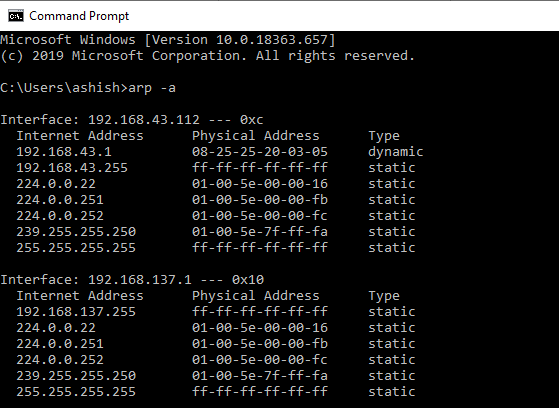 Command Prompt
Microsoft Windows [Version 10.0.18363.657]
(c) 2019 Microsoft Corporation. All rights reserved.
C:\Users\ashish>arp -a
Interface: 192.168.43.112 --- 0xc
Internet Address Physical Address Type
192.168.43.1 08-25-25-20-03-05 dynamic
192.168.43.255 ff-ff-ff-ff-ff-ff static
224.0.0.22 01-00-5e-00-00-16 static
224.0.0.251 01-00-5e-00-00-fb static
224.0.0.252 01-00-5e-00-00-fc static
239.255.255.250 01-00-5e-7f-ff-fa static
255.255.255.255 ff-ff-ff-ff-ff-ff static
Interface: 192.168.137.1 --- 0x10
Internet Address Physical Address Type
192.168.137.255 ff-ff-ff-ff-ff-ff static
224.0.0.22 01-00-5e-00-00-16 static
224.0.0.251 01-00-5e-00-00-fb static
224.0.0.252 01-00-5e-00-00-fc static
239.255.255.250 01-00-5e-7f-ff-fa static
255.255.255.255 ff-ff-ff-ff-ff-ff static